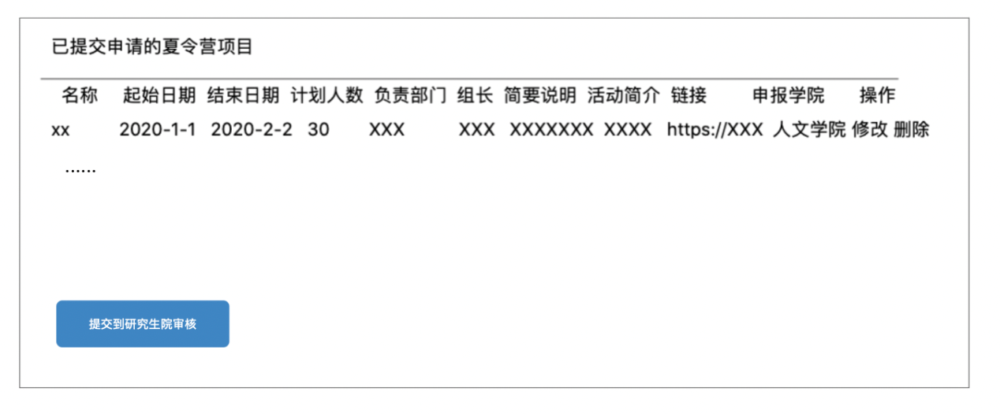 已提交申请的夏令营项目
名称 起始日期 结束日期 计划人数 负责部门 组长 简要说明 活动简介 链接 申报学院 操作
xx 2020-1-1 2020-2-2 30 XXX XXX XXXXXXX XXXX https://XXX 人文学院 修改 删除
......
提交到研究生院审核